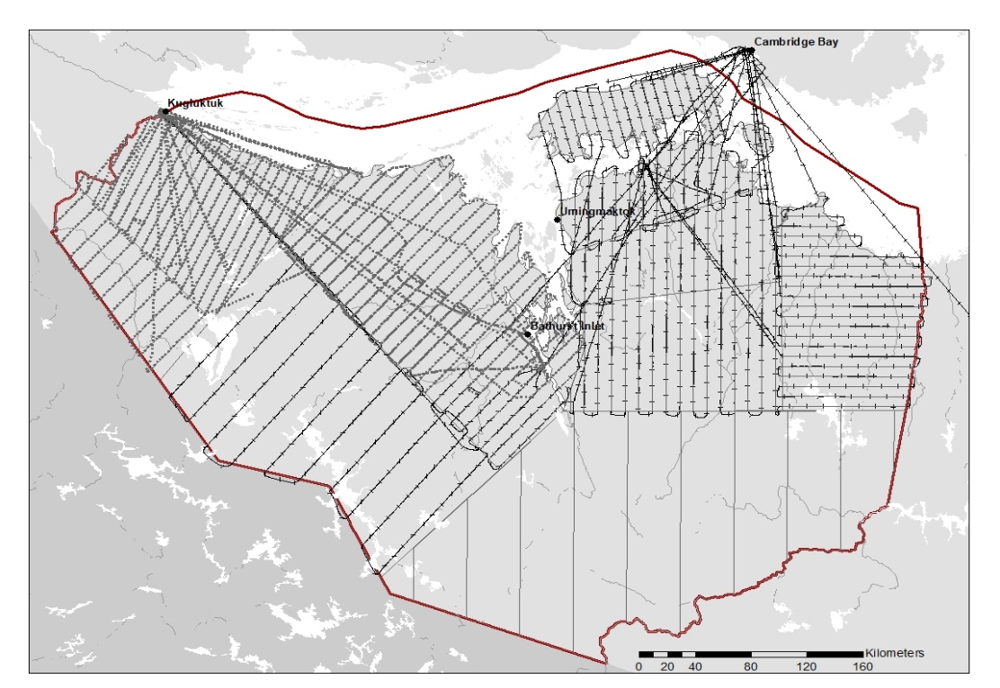 Cambridge Bay
Kugluktuk
Umingmaktok
Bathurst Inlet
Kilometers
0 20 40 80 120 160